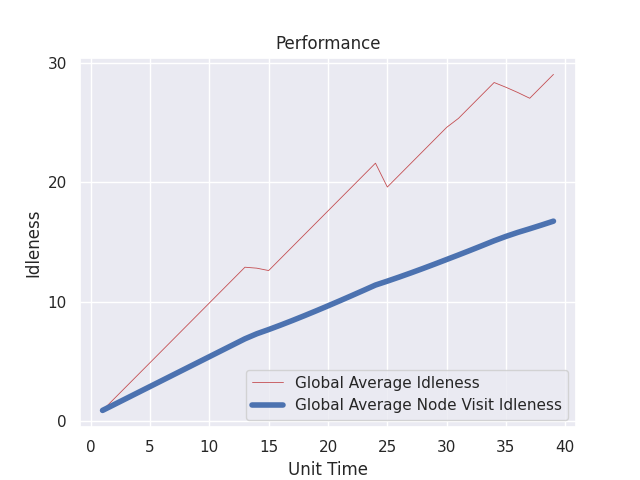 Performance
30
20
10
0
Idleness
Global Average Idleness
Global Average Node Visit Idleness
0 5 10 15 20 25 30 35 40
Unit Time